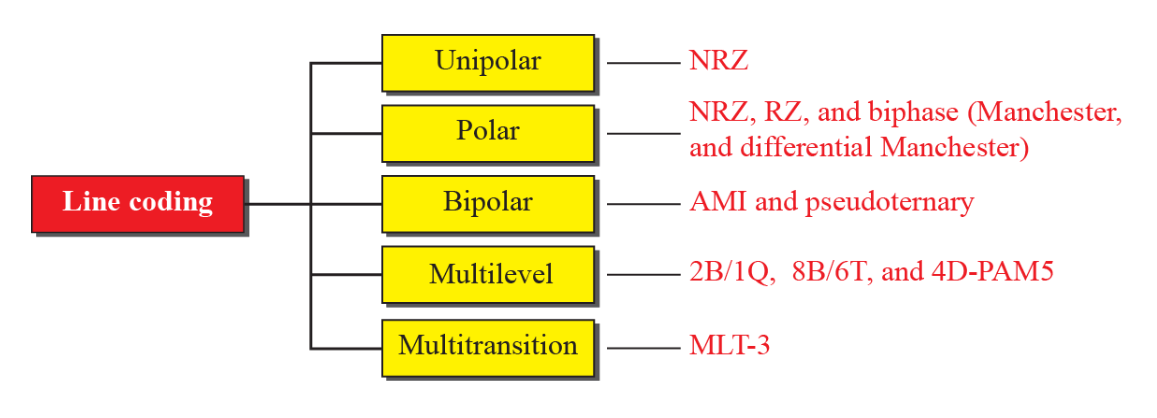 Unipolar
NRZ
Polar
NRZ, RZ, and biphase (Manchester,
and differential Manchester)
Line coding
Bipolar
AMI and pseudoternary
Multilevel
2B/1Q, 8B/6T, and 4D-PAM5
Multitransition
MLT-3